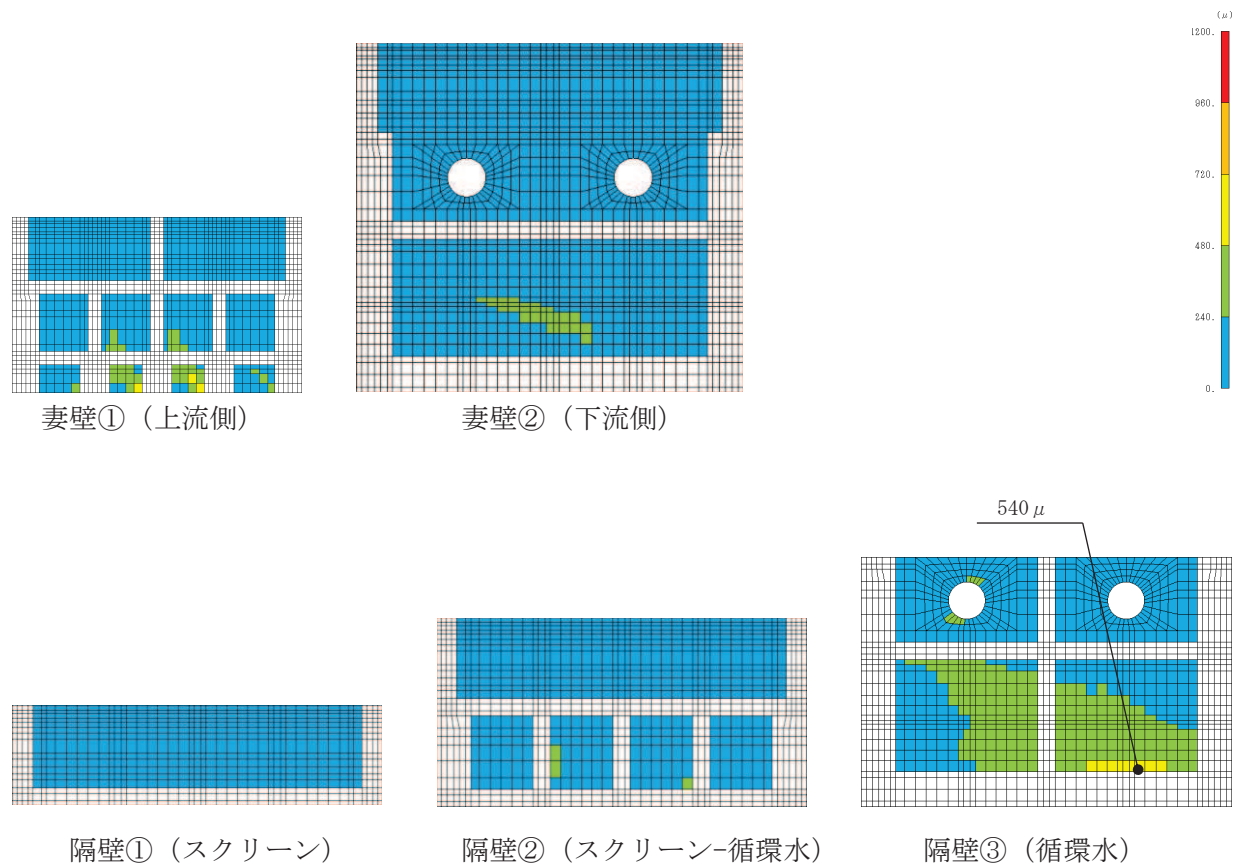 (μ)
1200.
960.
720.
480.
240.
0.
妻壁①（上流側）
妻壁②（下流側）
540μ
隔壁①（スクリーン）
隔壁②（スクリーン−循環水）
隔壁③（循環水）